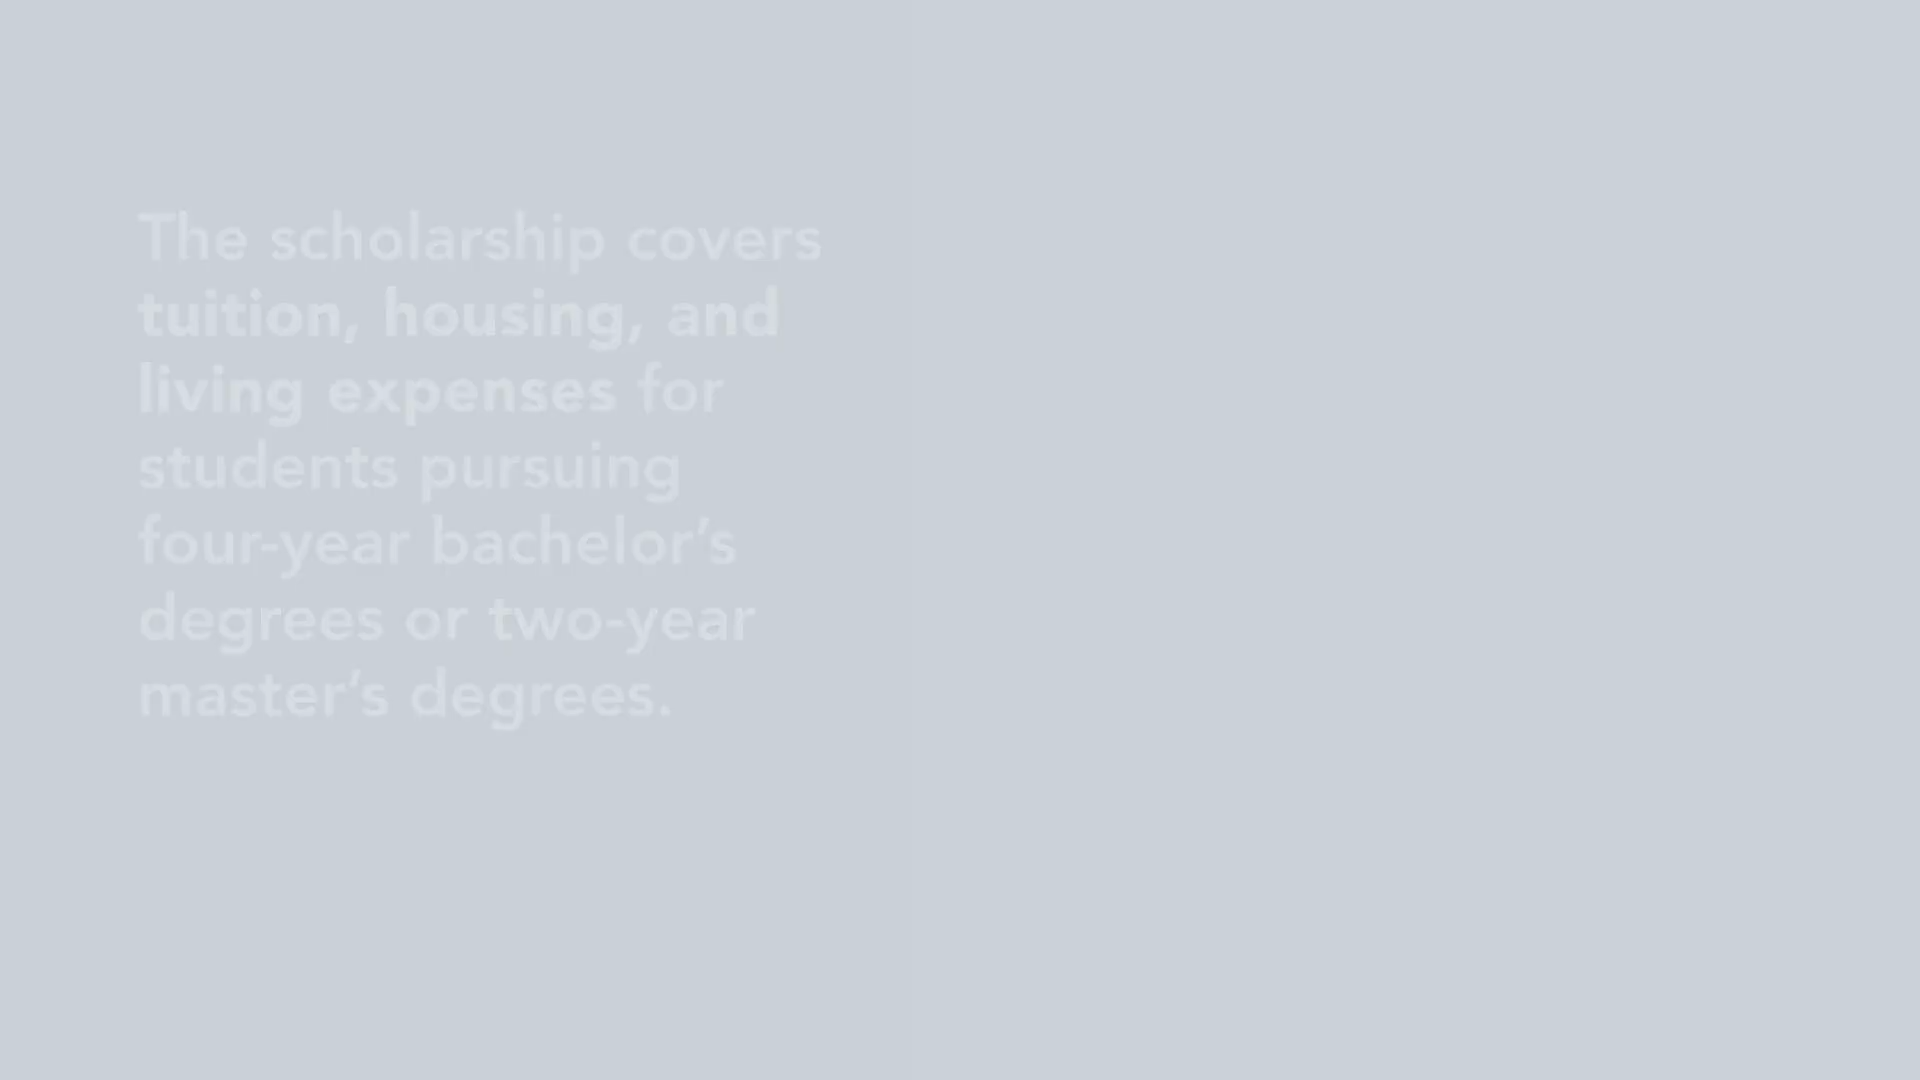 The scholarship covers
tuition, housing, and
living expenses for
students pursuing
four-year bachelor’s
degrees or two-year
master’s degrees.